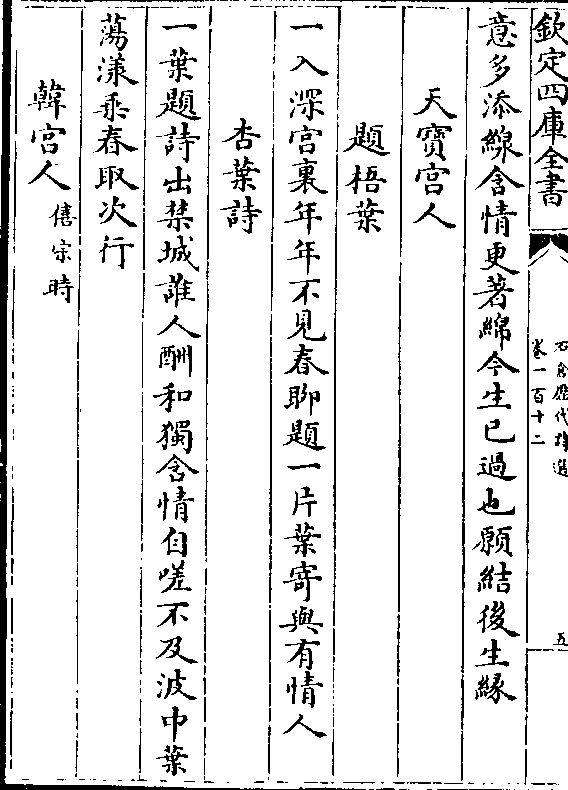 欽定四庫全書
石倉歷代詩選
卷一百十二
五
意多添線含情更著綿今生已過也願結後生緣
天寶宮人
題梧葉
一入深宮裏年年不見春聊題一片葉寄與有情人
杏葉詩
一葉題詩出禁城誰人酬和獨含情自嗟不及波中葉
蕩漾乘春取次行
韓宮人
僖宗時